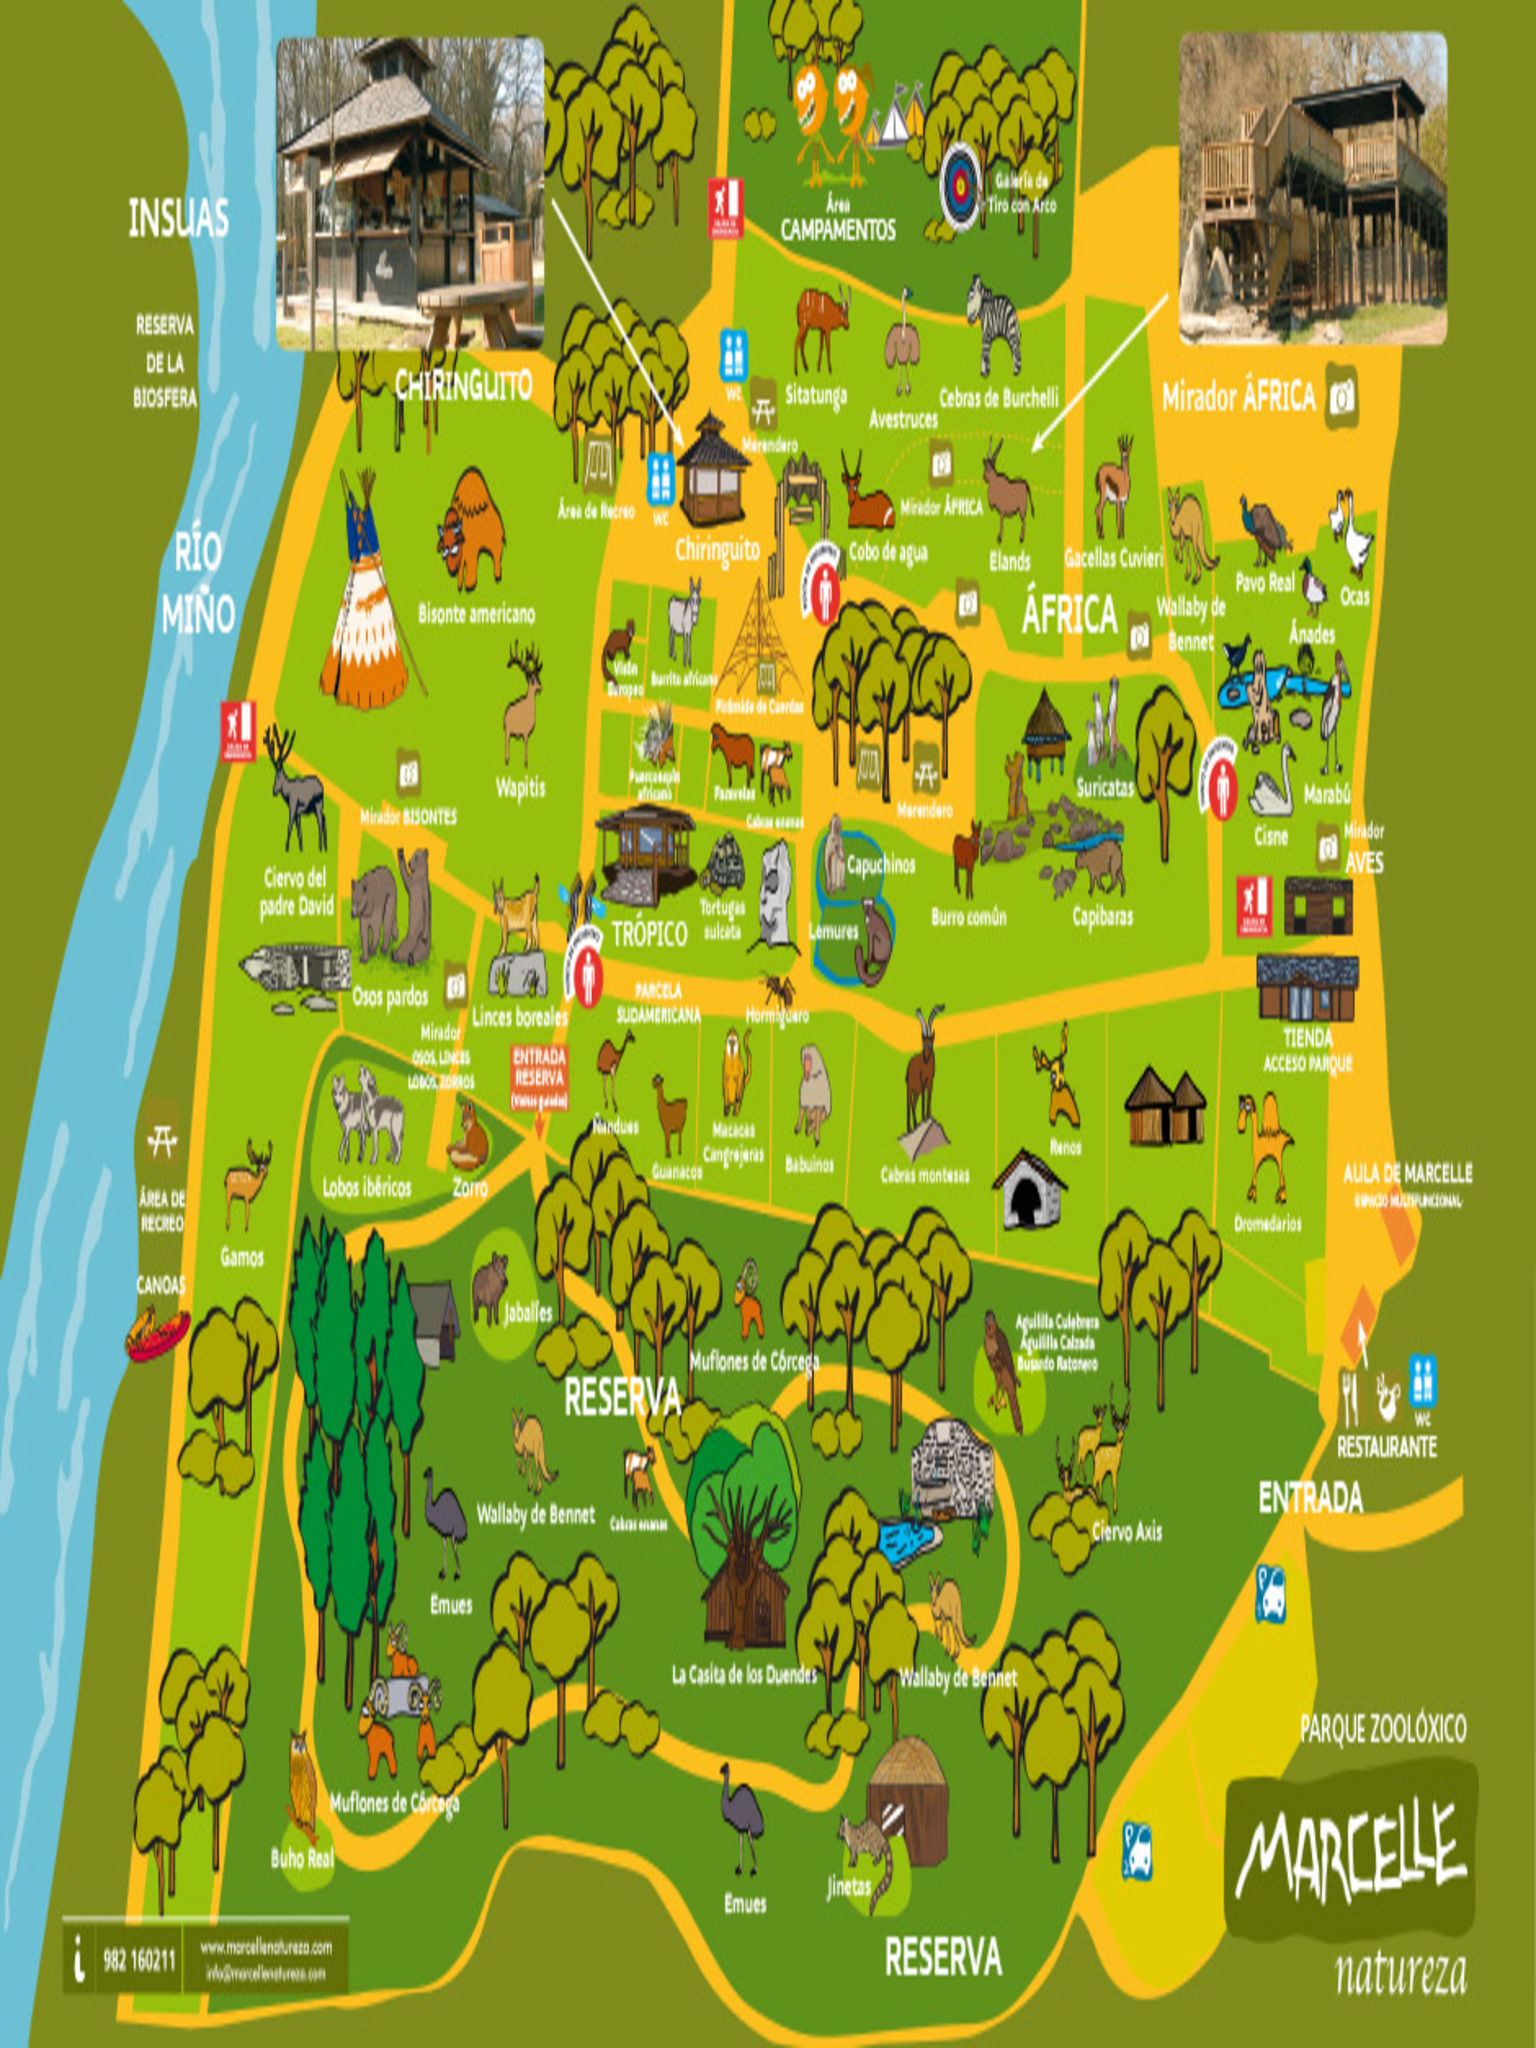 INSUAS
RESERVA
DE LA
BIOSFERA
RÍO
MIÑO
CHIRINGUITO
Área
CAMPAMENTOS
Galería de
Tiro con Arco
Mirador ÁFRICA
WC
Merendero
Sitatunga
Avestruces
Cebras de Burchelli
Área de Recreo
WC
Chiringuito
Cobo de agua
Mirador ÁFRICA
Elands
Gacellas Cuvieri
Wallaby de
Bennet
Pavo Real
Ocas
Ánades
ÁFRICA
Bisonte americano
Visón
Europeo
Burrito africano
Pirámide de Cuerdas
Wapitis
Mirador BISONTES
Puercoespín
africano
Cabras enanas
Merendero
Suricatas
Marabú
Cisne
Mirador
AVES
Ciervo del
padre David
Osos pardos
Linces boreales
TRÓPICO
Tortugas
sulcata
Capuchinos
Lemures
Burro común
Capibaras
PARCELA
SUDAMERICANA
Hormiguero
Mirador
OSOS, LINCES
LOBOS, ZORROS
ENTRADA
RESERVA
(Visitas guiadas)
TIENDA
ACCESO PARQUE
Ñandues
Guanacos
Macacas
Cangrejeras
Babuinos
Cabras montesas
Renos
Dromedarios
Lobos ibéricos
Zorro
Gamos
ÁREA DE
RECREO
CANOAS
AULA DE MARCELLE
ESPACIO MULTIFUNCIONAL
Jabalíes
Muflones de Córcega
Aguililla Culebrera
Aguililla Calzada
Busardo Ratonero
RESERVA
WC
RESTAURANTE
ENTRADA
Wallaby de Bennet
Cabras enanas
Ciervo Axis
Emues
La Casita de los Duendes
Wallaby de Bennet
Muflones de Córcega
Buho Real
Emues
Jinetas
RESERVA
PARQUE ZOOLÓXICO
MARCELLE
natureza
982 160211
www.marcellenatureza.com
info@marcellenatureza.com